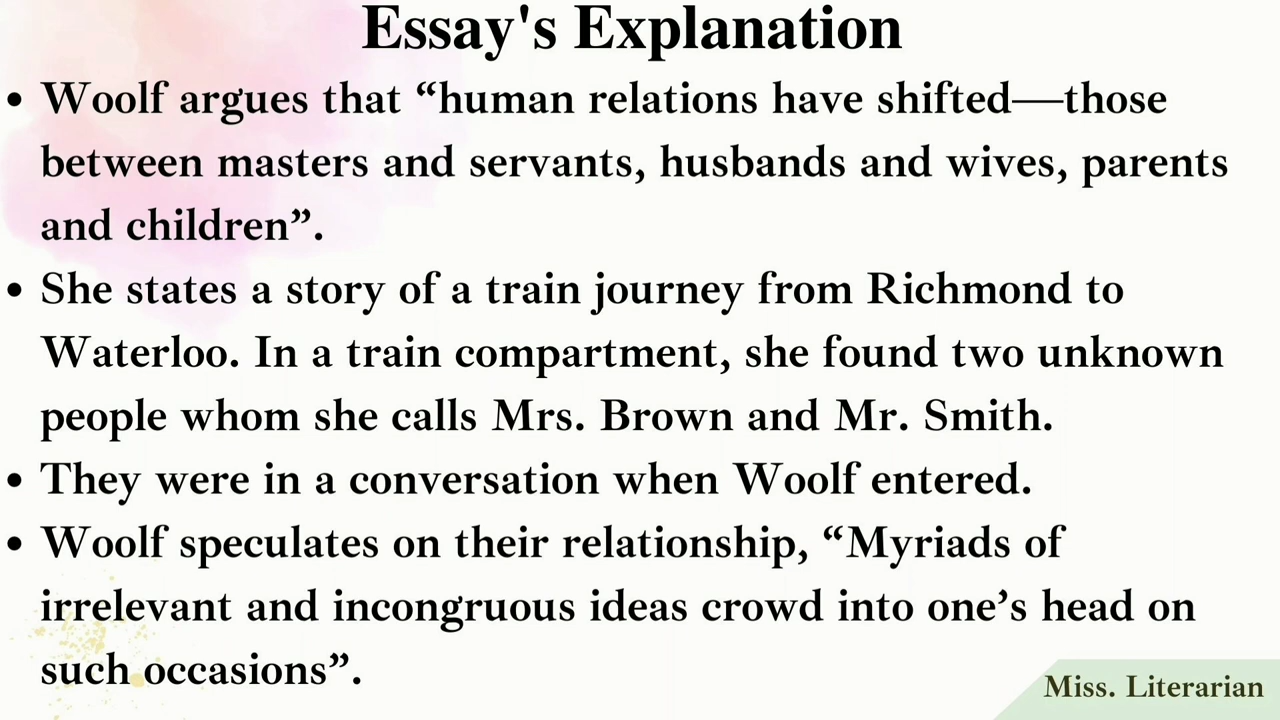 Essay's Explanation
• Woolf argues that “human relations have shifted—those
between masters and servants, husbands and wives, parents
and children”.
• She states a story of a train journey from Richmond to
Waterloo. In a train compartment, she found two unknown
people whom she calls Mrs. Brown and Mr. Smith.
• They were in a conversation when Woolf entered.
• Woolf speculates on their relationship, “Myriads of
irrelevant and incongruous ideas crowd into one’s head on
such occasions”.
Miss. Literarian